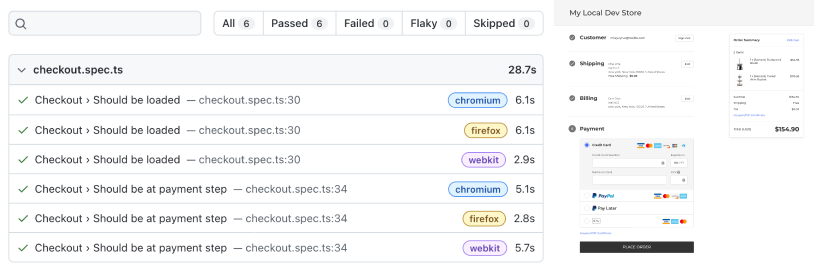 All 6 Passed 6 Failed 0 Flaky 0 Skipped 0
checkout.spec.ts 28.7s
Checkout › Should be loaded — checkout.spec.ts:30 chromium 6.1s
Checkout › Should be loaded — checkout.spec.ts:30 firefox 6.1s
Checkout › Should be loaded — checkout.spec.ts:30 webkit 2.9s
Checkout › Should be at payment step — checkout.spec.ts:34 chromium 5.1s
Checkout › Should be at payment step — checkout.spec.ts:34 firefox 2.8s
Checkout › Should be at payment step — checkout.spec.ts:34 webkit 5.7s
My Local Dev Store
Customer
Shipping
Billing
Payment
Credit Card
PayPal
Pay Later
PLACE ORDER
Order Summary
Shipping Free
$154.90